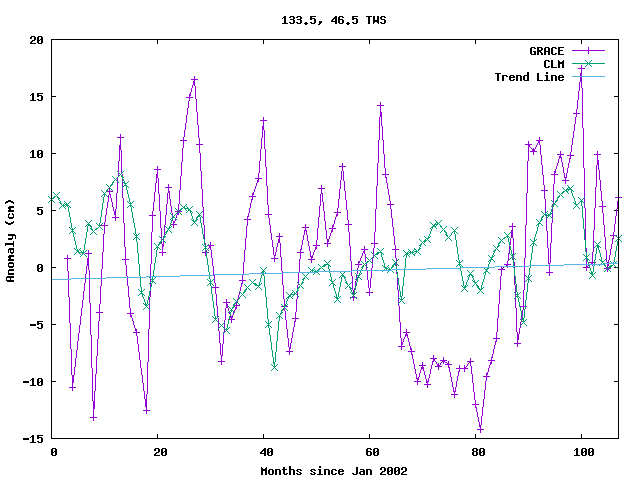 133.5, 46.5 TWS
GRACE
CLM
Trend Line
20
15
10
5
0
-5
-10
-15
Anomaly (cm)
0 20 40 60 80 100
Months since Jan 2002